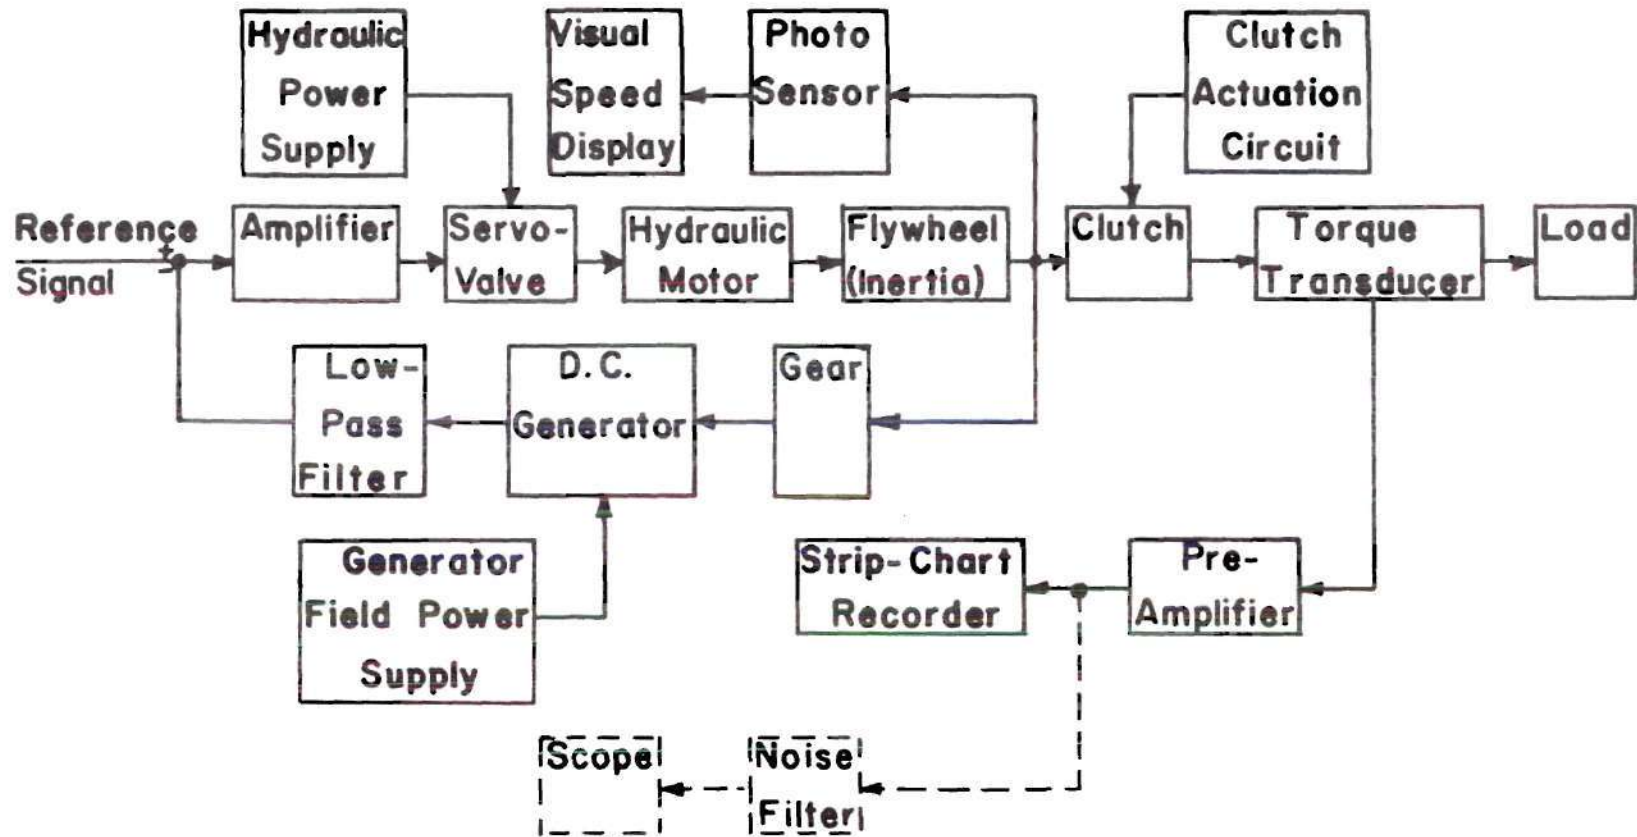 Hydraulic
Power
Supply
Visual
Speed
Display
Photo
Sensor
Clutch
Actuation
Circuit
Reference
Signal
+
-
Amplifier
Servo-
Valve
Hydraulic
Motor
Flywheel
(Inertia)
Clutch
Torque
Transducer
Load
Low-
Pass
Filter
D.C.
Generator
Gear
Generator
Field Power
Supply
Strip-Chart
Recorder
Pre-
Amplifier
Scope
Noise
Filter